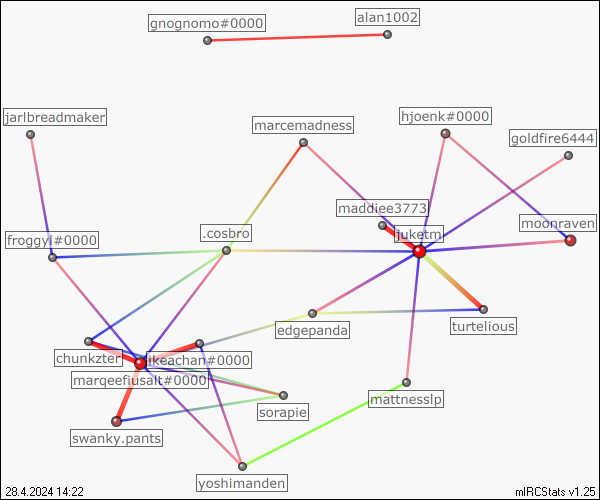 gnognomo#0000
alan1002
jarlbreadmaker
marcemadness
hjoenk#0000
goldfire6444
maddiee3773
moonraven
juketm
.cosbro
froggyl#0000
edgepanda
turtelious
chunkzter
ikeachan#0000
marqeefiusalt#0000
mattnesslp
sorapie
swanky.pants
yoshimanden
28.4.2024 14:22
mIRCStats v1.25